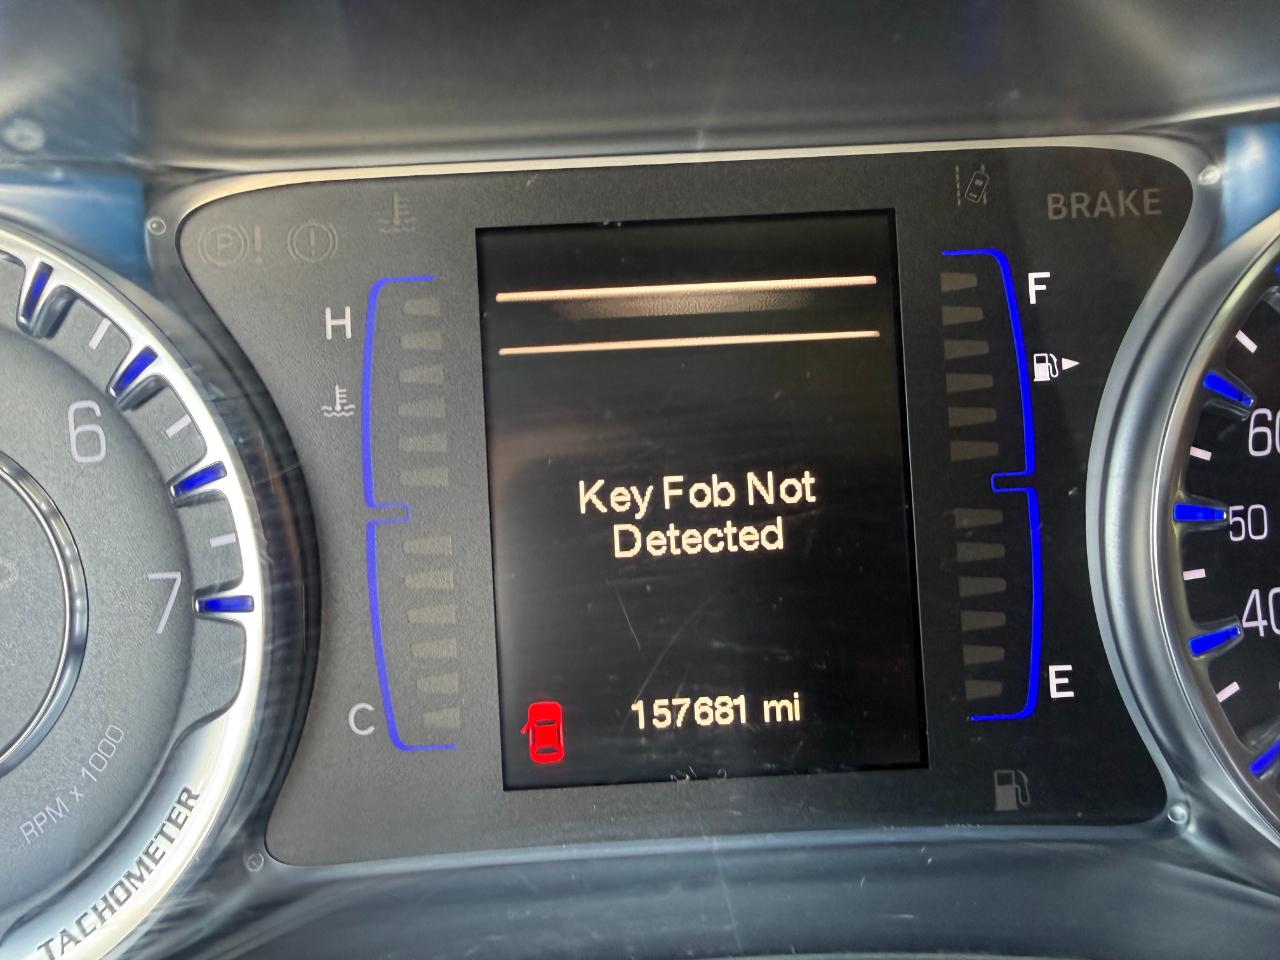 BRAKE
H
F
6
60
Key Fob Not
Detected
50
7
40
E
157681 mi
C
RPM x 1000
TACHOMETER